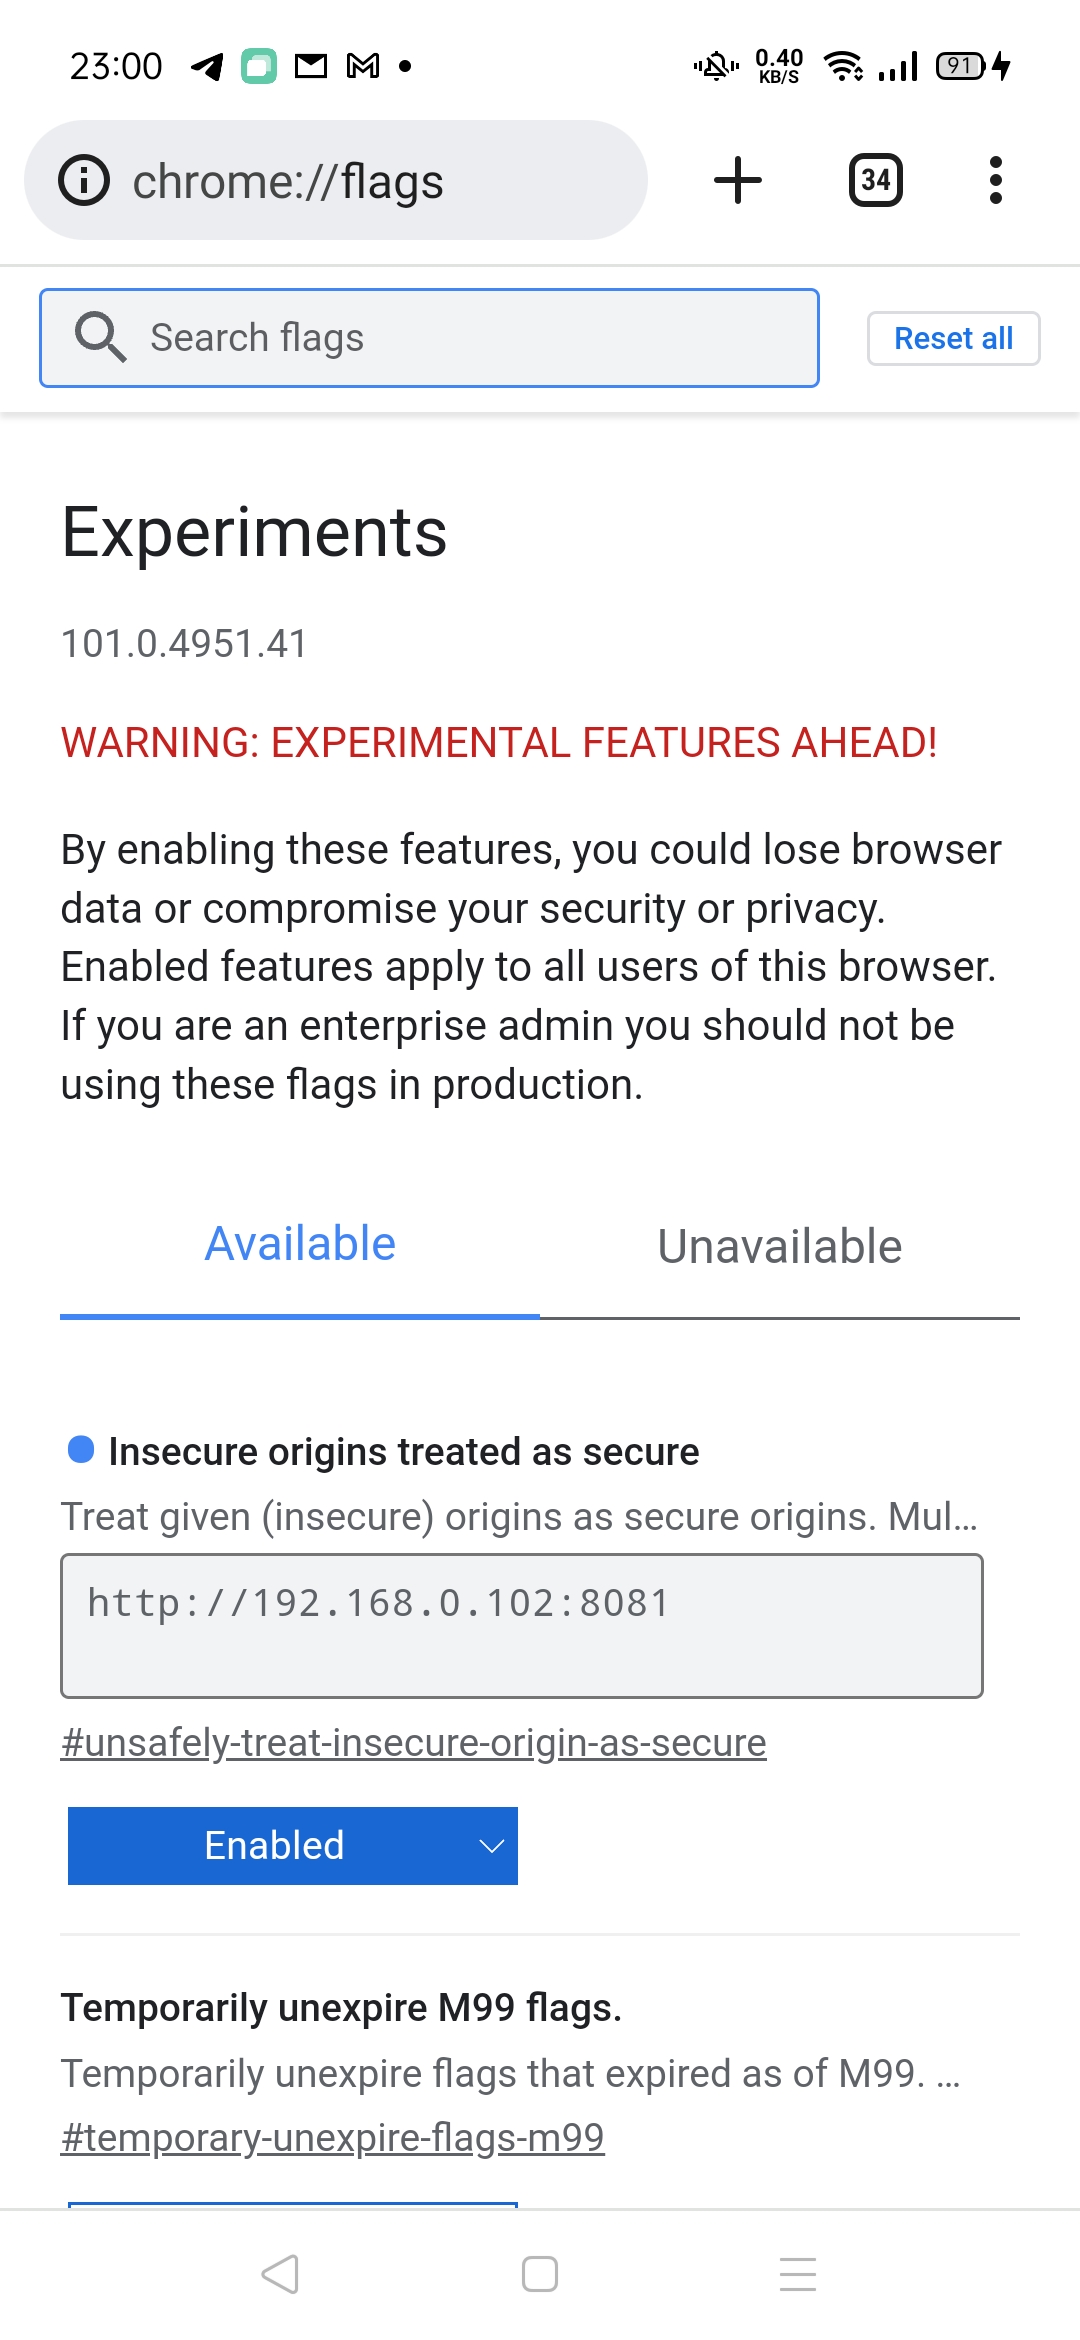 23:00 0.40 KB/S 91
chrome://flags 34
Search flags Reset all
Experiments
101.0.4951.41
WARNING: EXPERIMENTAL FEATURES AHEAD!
By enabling these features, you could lose browser
data or compromise your security or privacy.
Enabled features apply to all users of this browser.
If you are an enterprise admin you should not be
using these flags in production.
Available Unavailable
Insecure origins treated as secure
Treat given (insecure) origins as secure origins. Mul...
http://192.168.0.102:8081
#unsafely-treat-insecure-origin-as-secure
Enabled
Temporarily unexpire M99 flags.
Temporarily unexpire flags that expired as of M99. ...
#temporary-unexpire-flags-m99